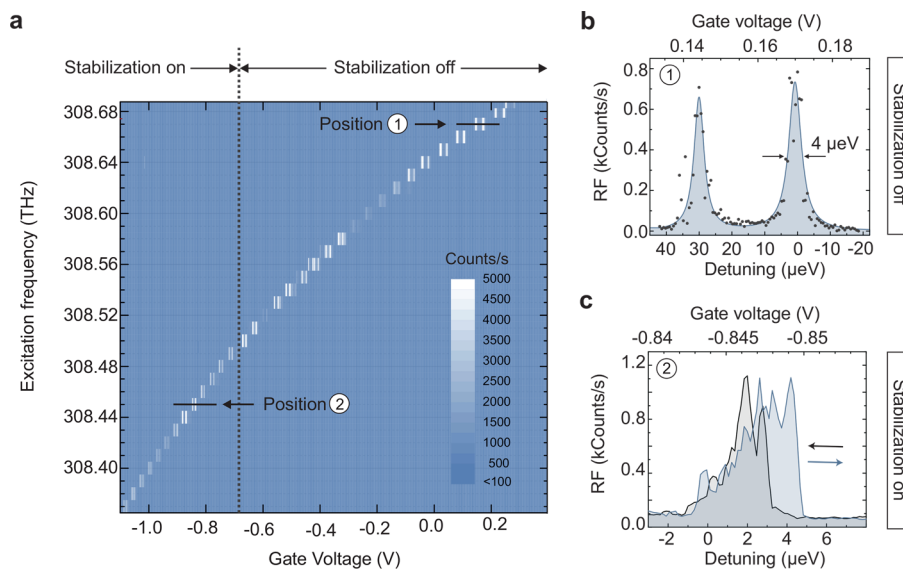 a
Stabilization on
Stabilization off
308.68
308.64
308.60
308.56
308.52
308.48
308.44
308.40
Excitation frequency (THz)
Position 1
Position 2
Counts/s
5000
4500
4000
3500
3000
2500
2000
1500
1000
500
<100
-1.0 -0.8 -0.6 -0.4 -0.2 0.0 0.2
Gate Voltage (V)
b
Gate voltage (V)
0.14 0.16 0.18
1
0.8
0.6
0.4
0.2
0.0
RF (kCounts/s)
4 µeV
40 30 20 10 0 -10 -20
Detuning (µeV)
Stabilization off
c
Gate voltage (V)
-0.84 -0.845 -0.85
2
1.2
0.8
0.4
0.0
RF (kCounts/s)
-2 0 2 4 6
Detuning (µeV)
Stabilization on